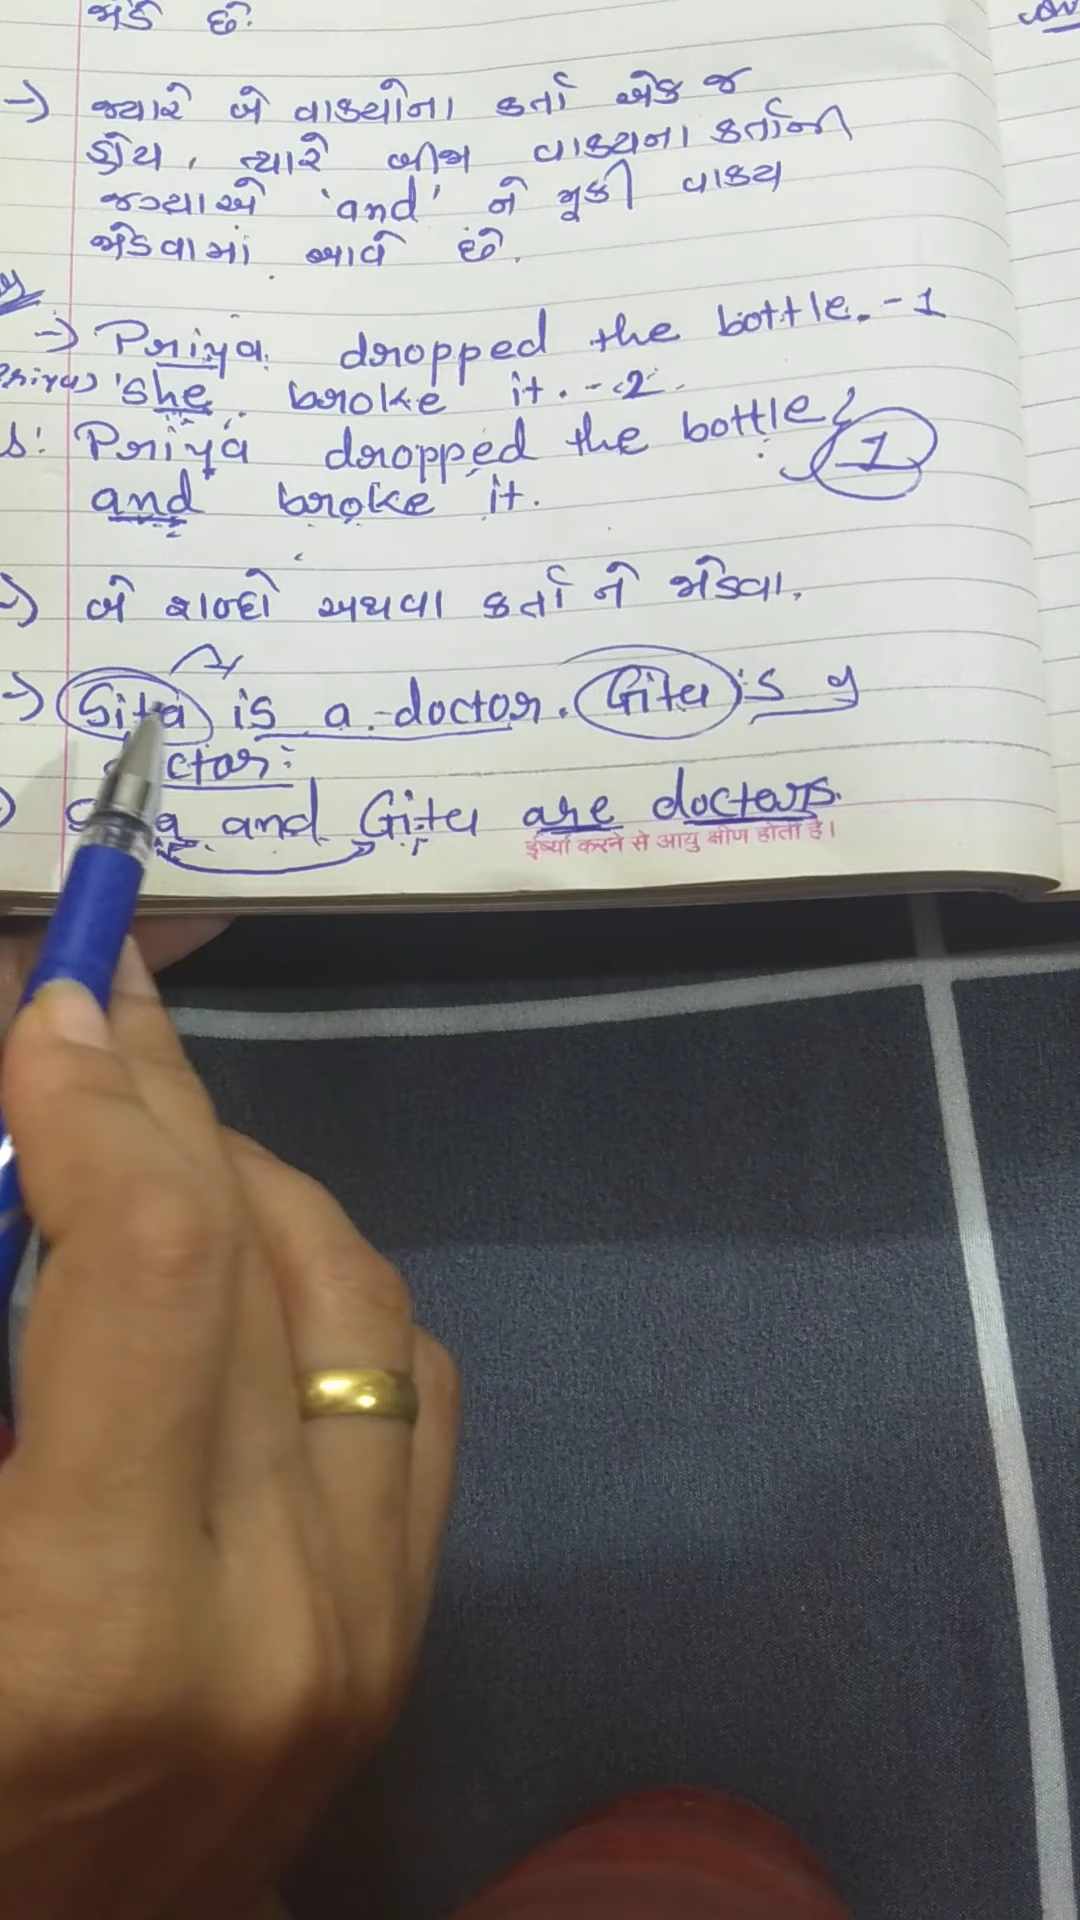 જોડે છે.
→ જ્યારે બે વાક્યોના કર્તા એક જ
હોય, ત્યારે બીજા વાક્યના કર્તાની
જગ્યાએ 'and' ને મૂકી વાક્ય
જોડવામાં આવે છે.
→ Priya dropped the bottle. - 1
she broke it. - 2
Priya dropped the bottle 1
and broke it.
→ બે શબ્દો અથવા કર્તા ને જોડવા.
→ Sita is a doctor. Gita is a
doctor.
and Gita are doctors.
ईर्ष्या करने से आयु क्षीण होती है।